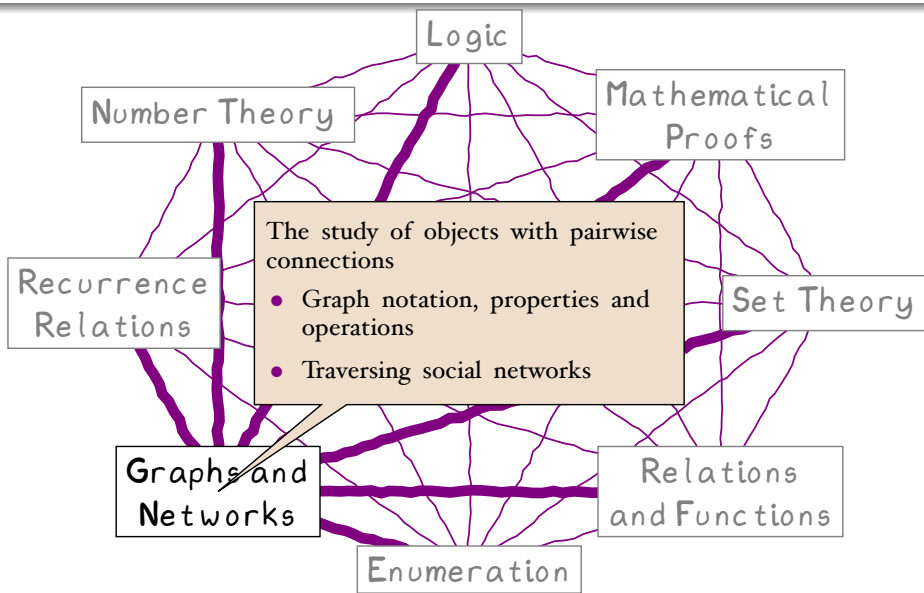 Logic
Number Theory
Mathematical
Proofs
The study of objects with pairwise
connections
• Graph notation, properties and
operations
• Traversing social networks
Recurrence
Relations
Set Theory
Graphs and
Networks
Relations
and Functions
Enumeration